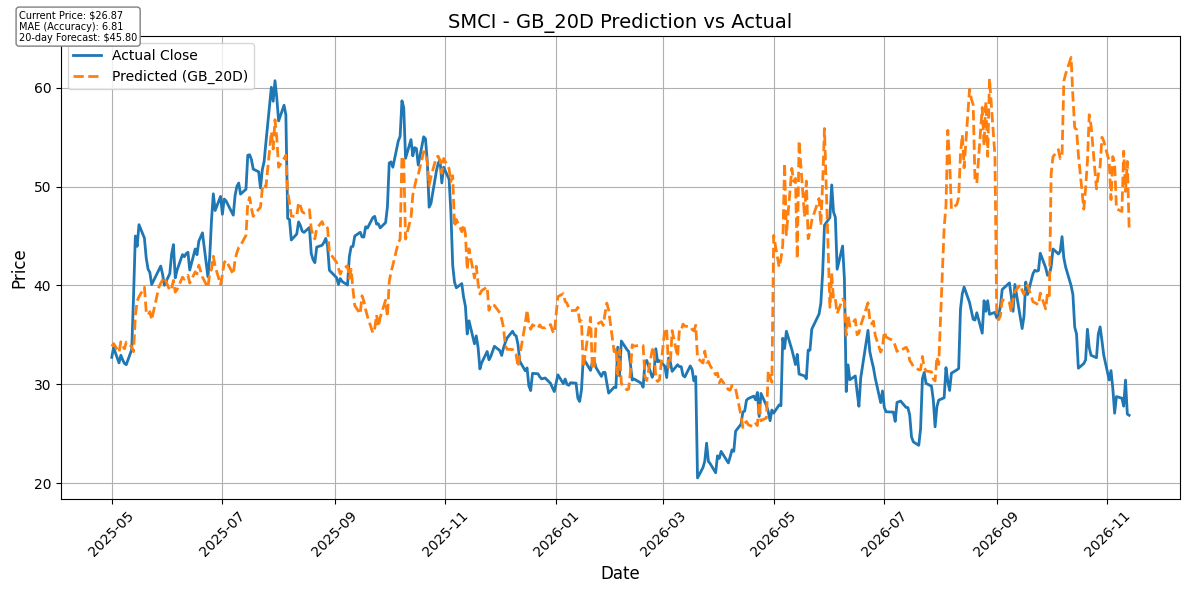 SMCI - GB_20D Prediction vs Actual
Current Price: $26.87
MAE (Accuracy): 6.81
20-day Forecast: $45.80
Actual Close
Predicted (GB_20D)
Price
60
50
40
30
20
2025-05
2025-07
2025-09
2025-11
2026-01
2026-03
2026-05
2026-07
2026-09
2026-11
Date